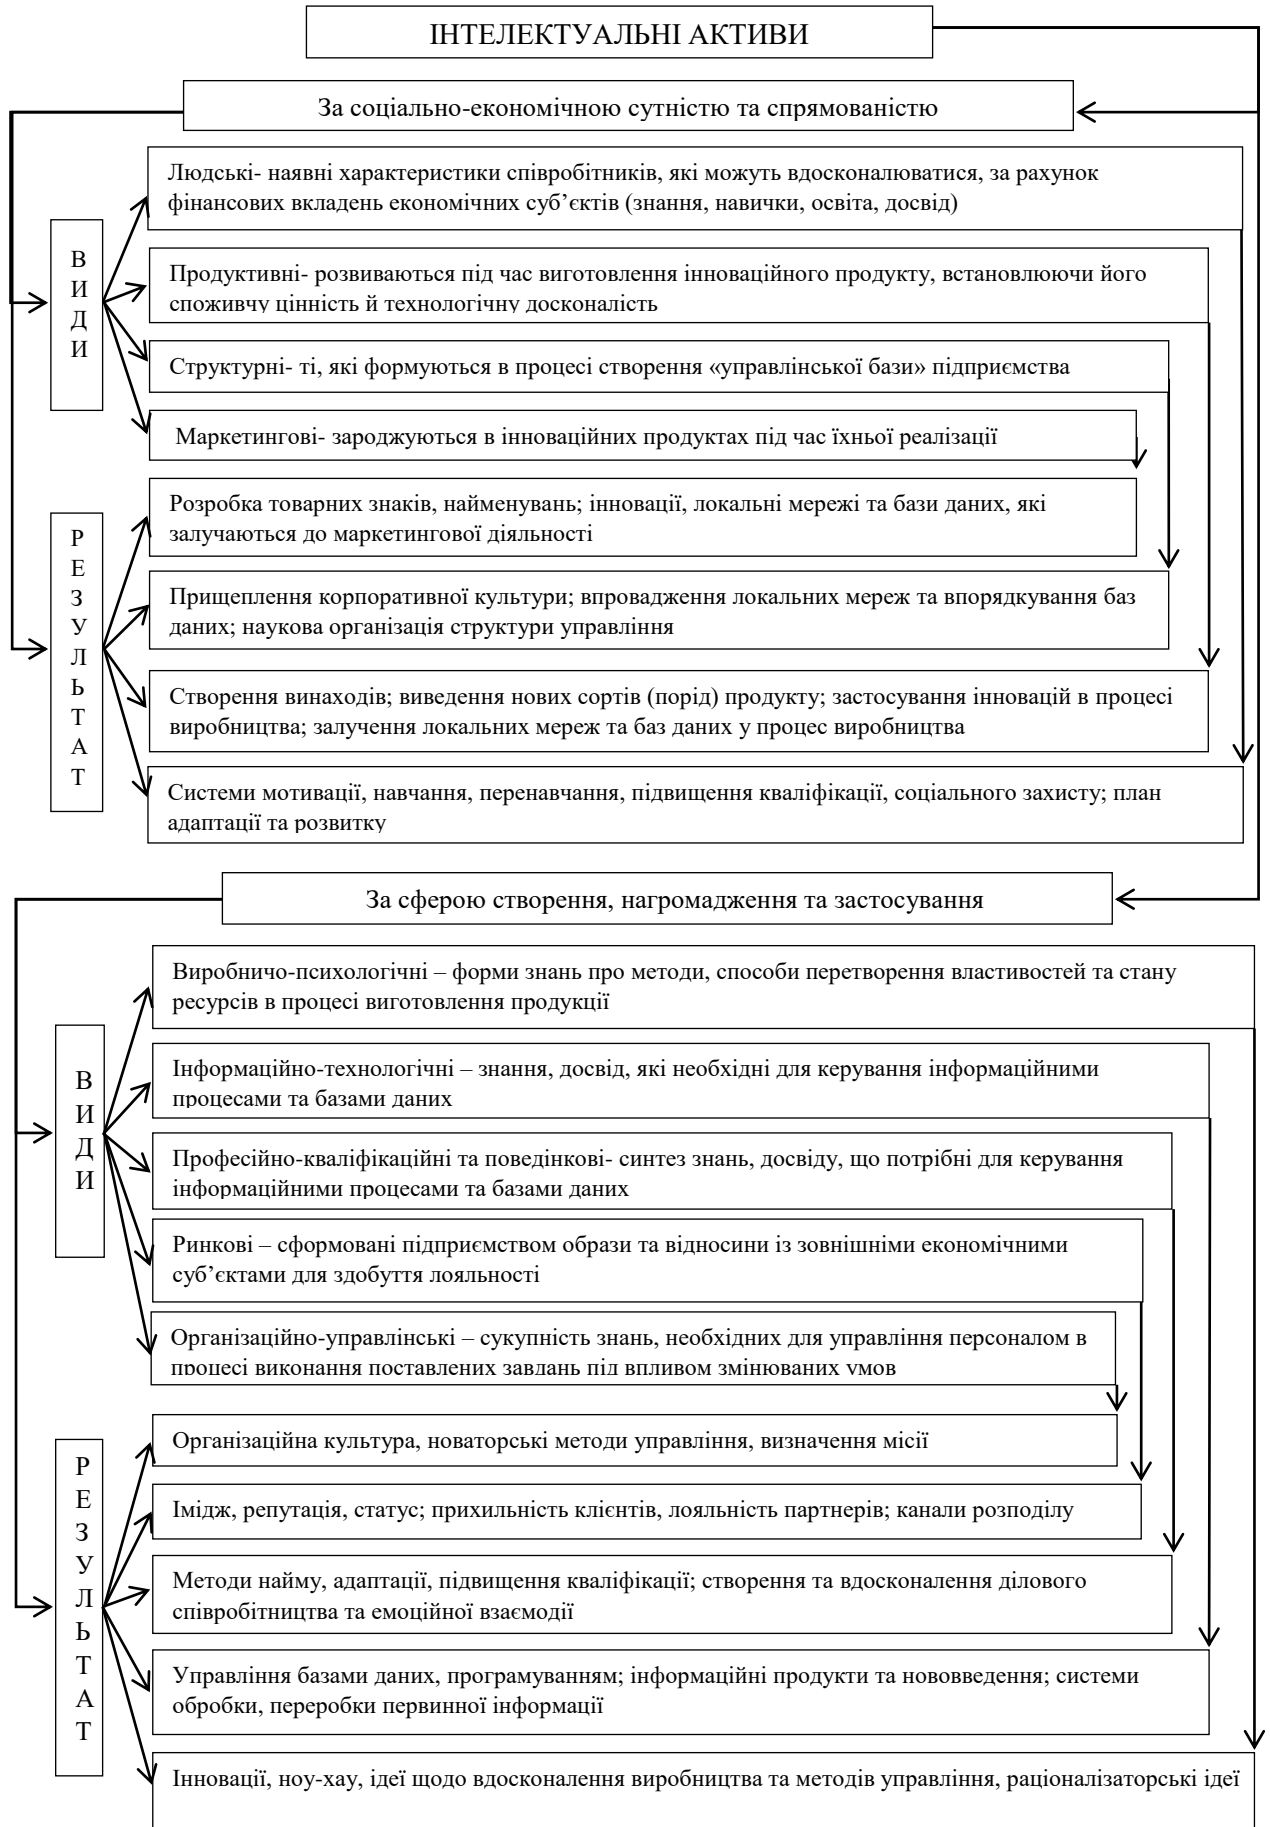 ІНТЕЛЕКТУАЛЬНІ АКТИВИ
За соціально-економічною сутністю та спрямованістю
В
И
Д
И
Людські- наявні характеристики співробітників, які можуть вдосконалюватися, за рахунок
фінансових вкладень економічних суб’єктів (знання, навички, освіта, досвід)
Продуктивні- розвиваються під час виготовлення інноваційного продукту, встановлюючи його
споживчу цінність й технологічну досконалість
Структурні- ті, які формуються в процесі створення «управлінської бази» підприємства
Маркетингові- зароджуються в інноваційних продуктах під час їхньої реалізації
Р
Е
З
У
Л
Ь
Т
А
Т
Розробка товарних знаків, найменувань; інновації, локальні мережі та бази даних, які
залучаються до маркетингової діяльності
Прищеплення корпоративної культури; впровадження локальних мереж та впорядкування баз
даних; наукова організація структури управління
Створення винаходів; виведення нових сортів (порід) продукту; застосування інновацій в процесі
виробництва; залучення локальних мереж та баз даних у процес виробництва
Системи мотивації, навчання, перенавчання, підвищення кваліфікації, соціального захисту; план
адаптації та розвитку
За сферою створення, нагромадження та застосування
В
И
Д
И
Виробничо-психологічні – форми знань про методи, способи перетворення властивостей та стану
ресурсів в процесі виготовлення продукції
Інформаційно-технологічні – знання, досвід, які необхідні для керування інформаційними
процесами та базами даних
Професійно-кваліфікаційні та поведінкові- синтез знань, досвіду, що потрібні для керування
інформаційними процесами та базами даних
Ринкові – сформовані підприємством образи та відносини із зовнішніми економічними
суб’єктами для здобуття лояльності
Організаційно-управлінські – сукупність знань, необхідних для управління персоналом в
процесі виконання поставлених завдань під впливом змінюваних умов
Р
Е
З
У
Л
Ь
Т
А
Т
Організаційна культура, новаторські методи управління, визначення місії
Імідж, репутація, статус; прихильність клієнтів, лояльність партнерів; канали розподілу
Методи найму, адаптації, підвищення кваліфікації; створення та вдосконалення ділового
співробітництва та емоційної взаємодії
Управління базами даних, програмуванням; інформаційні продукти та нововведення; системи
обробки, переробки первинної інформації
Інновації, ноу-хау, ідеї щодо вдосконалення виробництва та методів управління, раціоналізаторські ідеї